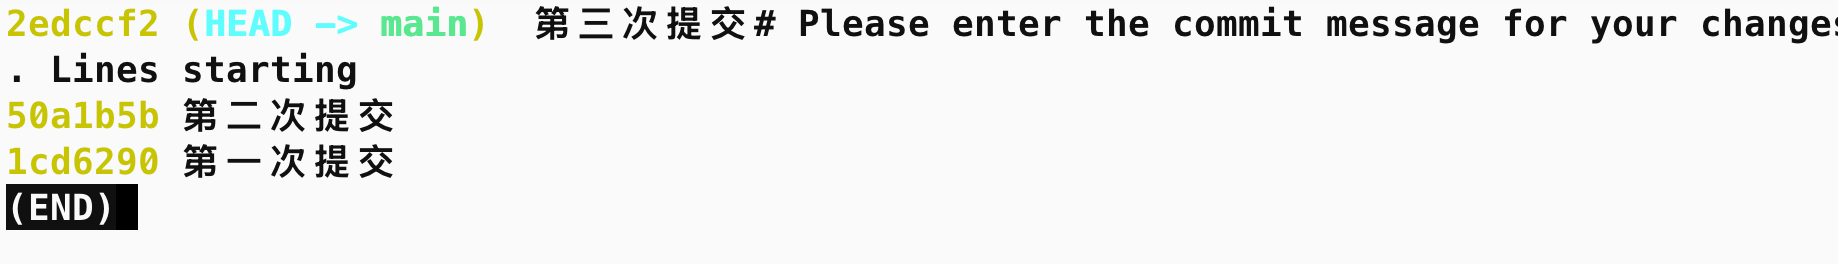 2edccf2 (HEAD -> main)  第三次提交# Please enter the commit message for your changes
. Lines starting
50a1b5b 第二次提交
1cd6290 第一次提交
(END)